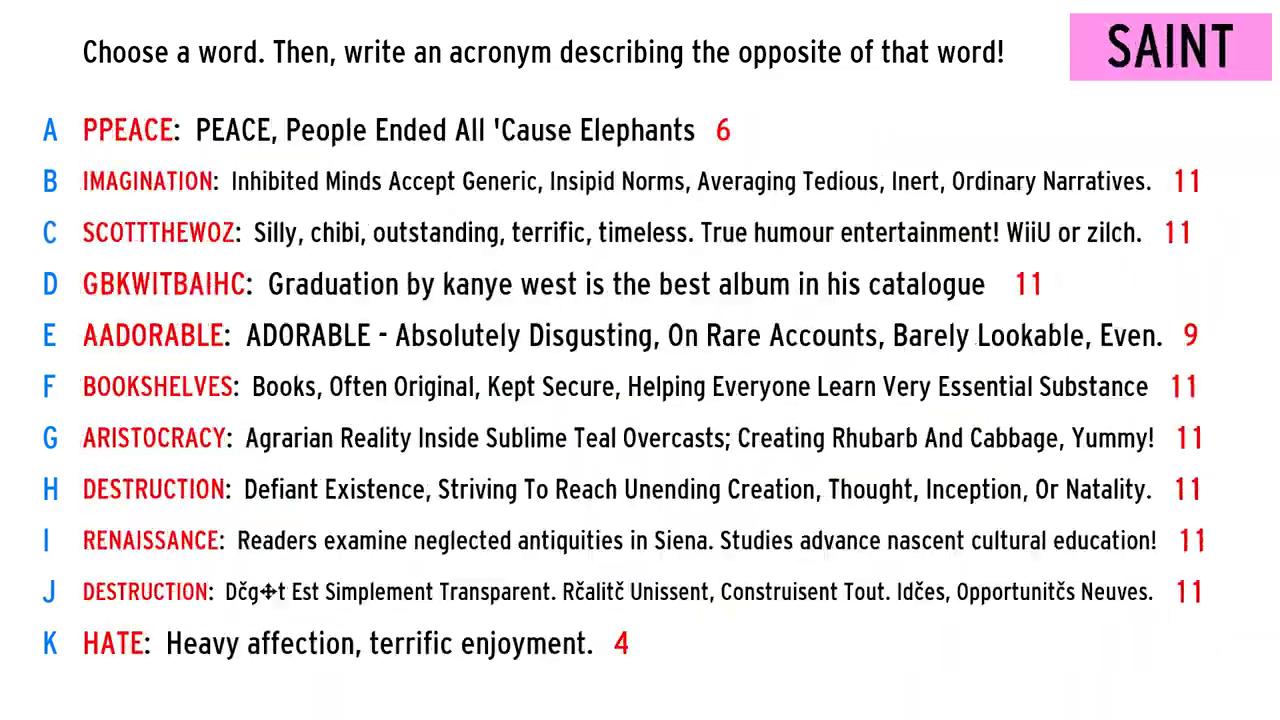 Choose a word. Then, write an acronym describing the opposite of that word!
SAINT
A PPEACE: PEACE, People Ended All 'Cause Elephants 6
B IMAGINATION: Inhibited Minds Accept Generic, Insipid Norms, Averaging Tedious, Inert, Ordinary Narratives. 11
C SCOTTTHEWOZ: Silly, chibi, outstanding, terrific, timeless. True humour entertainment! WiiU or zilch. 11
D GBKWITBAIHC: Graduation by kanye west is the best album in his catalogue 11
E AADORABLE: ADORABLE - Absolutely Disgusting, On Rare Accounts, Barely Lookable, Even. 9
F BOOKSHELVES: Books, Often Original, Kept Secure, Helping Everyone Learn Very Essential Substance 11
G ARISTOCRACY: Agrarian Reality Inside Sublime Teal Overcasts; Creating Rhubarb And Cabbage, Yummy! 11
H DESTRUCTION: Defiant Existence, Striving To Reach Unending Creation, Thought, Inception, Or Natality. 11
I RENAISSANCE: Readers examine neglected antiquities in Siena. Studies advance nascent cultural education! 11
J DESTRUCTION: Dčg✥t Est Simplement Transparent. Rčalitč Unissent, Construisent Tout. Idčes, Opportunitčs Neuves. 11
K HATE: Heavy affection, terrific enjoyment. 4